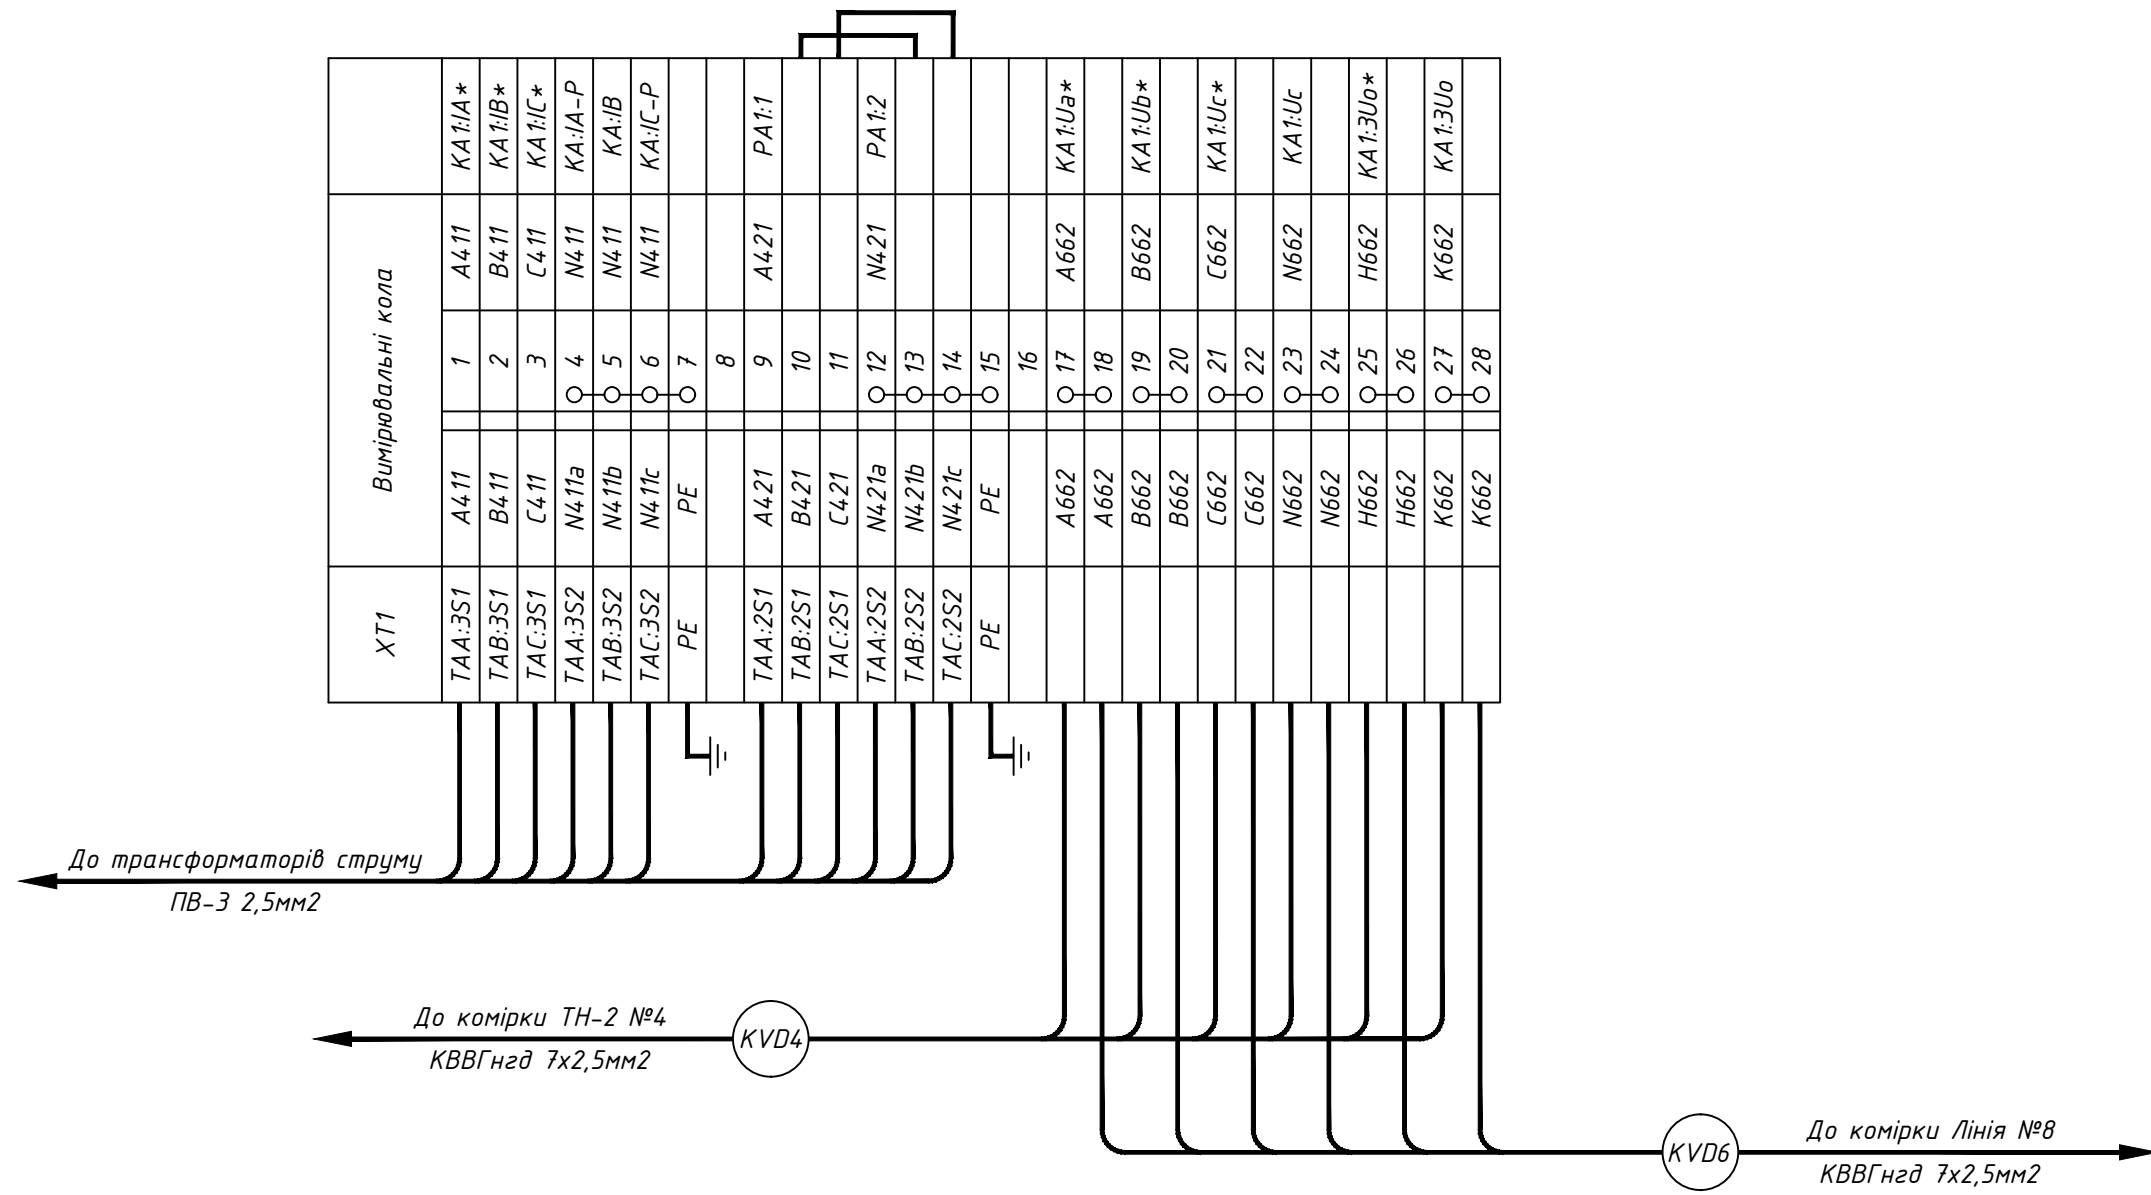 KA1:IA* KA1:IB* KA1:IC* KA:IA-P KA:IB KA:IC-P PA1:1 PA1:2 KA1:Ua* KA1:Ub* KA1:Uc* KA1:Uc KA1:3Uo* KA1:3Uo
Вимірювальні кола
A411 B411 C411 N411 N411 N411 A421 N421 A662 B662 C662 N662 H662 K662
1 2 3 4 5 6 7 8 9 10 11 12 13 14 15 16 17 18 19 20 21 22 23 24 25 26 27 28
A411 B411 C411 N411a N411b N411c PE A421 B421 C421 N421a N421b N421c PE A662 A662 B662 B662 C662 C662 N662 N662 H662 H662 K662 K662
XT1
TAA:3S1 TAB:3S1 TAC:3S1 TAA:3S2 TAB:3S2 TAC:3S2 PE TAA:2S1 TAB:2S1 TAC:2S1 TAA:2S2 TAB:2S2 TAC:2S2 PE
До трансформаторів струму
ПВ-3 2,5мм2
До комірки ТН-2 №4
КВВГнгд 7х2,5мм2
KVD4
До комірки Лінія №8
КВВГнгд 7х2,5мм2
KVD6